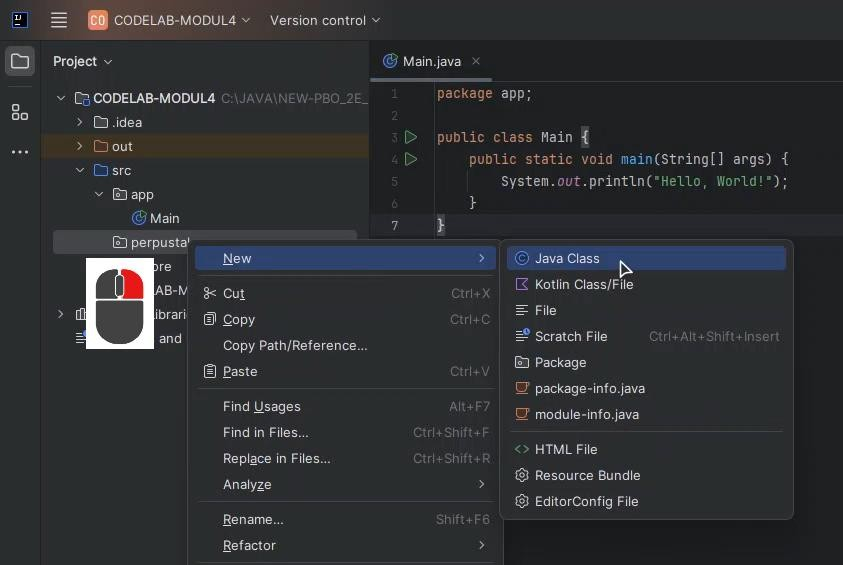 CO CODELAB-MODUL4 Version control
Project
Main.java
CODELAB-MODUL4 C:\JAVA\NEW-PBO_2E_
.idea
out
src
app
Main
1 package app;
2
3 public class Main {
4 public static void main(String[] args) {
5 System.out.println("Hello, World!");
6 }
7 }
New
Cut Ctrl+X
Copy Ctrl+C
Copy Path/Reference...
Paste Ctrl+V
Find Usages Alt+F7
Find in Files... Ctrl+Shift+F
Replace in Files... Ctrl+Shift+R
Analyze
Rename... Shift+F6
Refactor
Java Class
Kotlin Class/File
File
Scratch File Ctrl+Alt+Shift+Insert
Package
package-info.java
module-info.java
HTML File
Resource Bundle
EditorConfig File
and